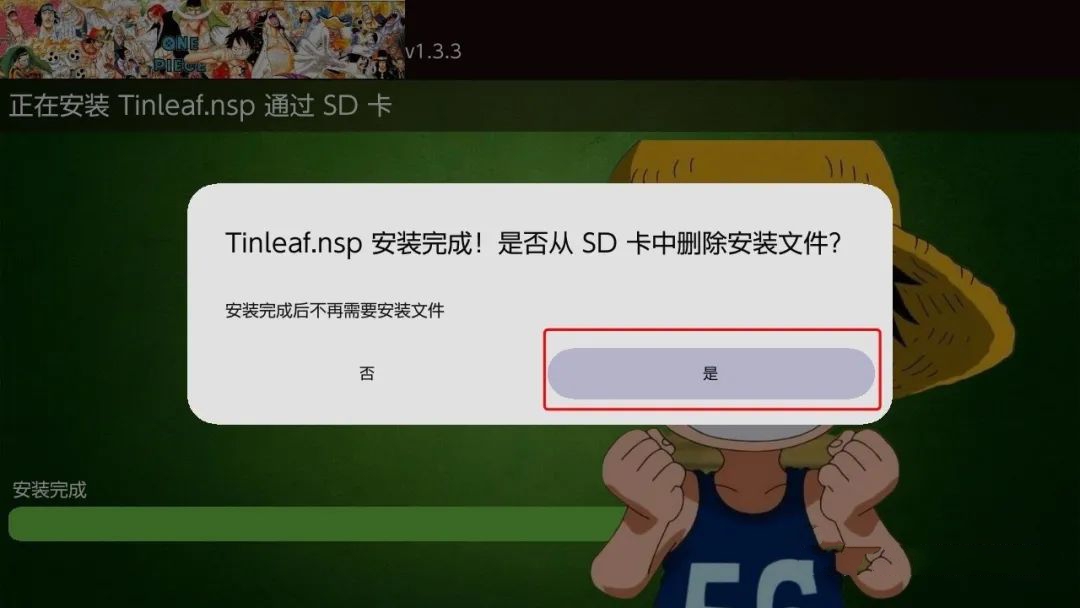 ONE
PIECE
v1.3.3
正在安装 Tinleaf.nsp 通过 SD 卡
Tinleaf.nsp 安装完成！是否从 SD 卡中删除安装文件？
安装完成后不再需要安装文件
否
是
安装完成